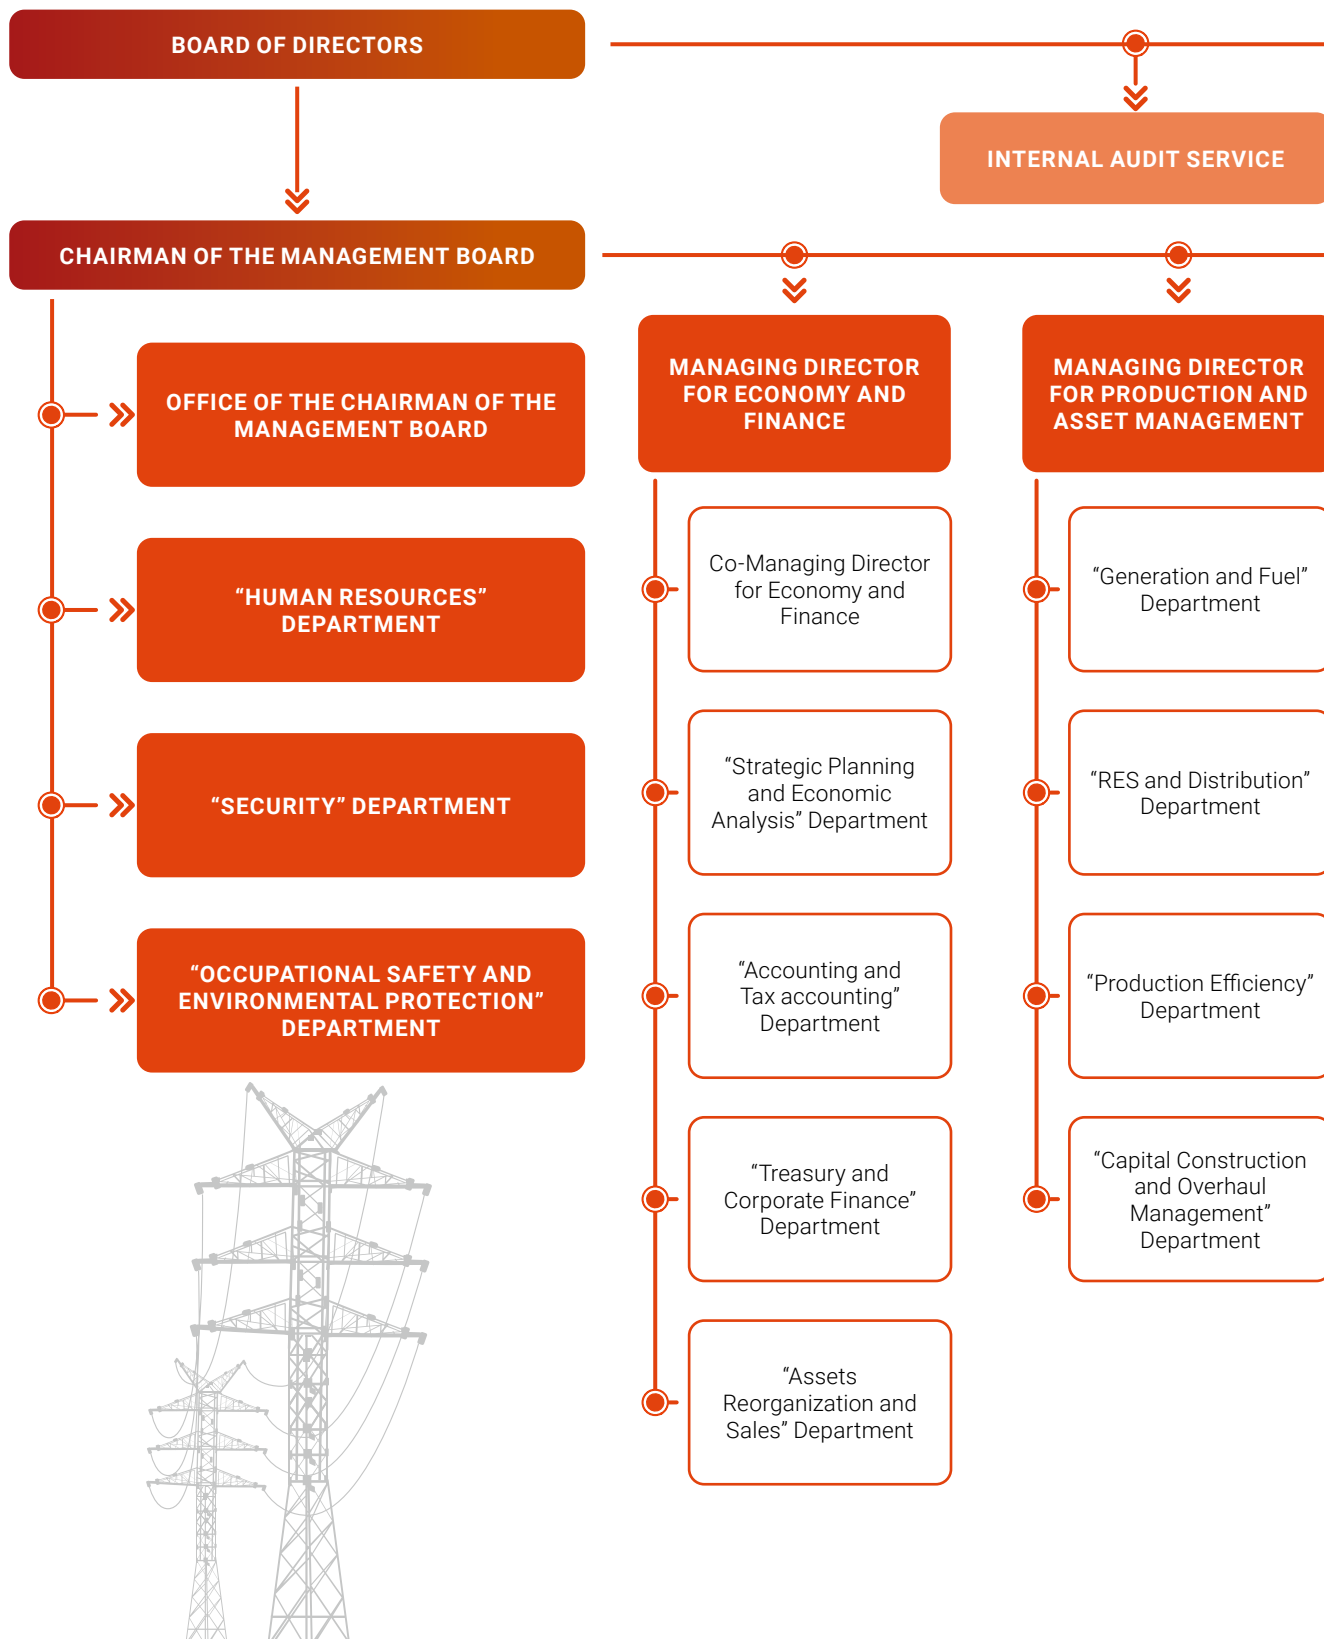 BOARD OF DIRECTORS
INTERNAL AUDIT SERVICE
CHAIRMAN OF THE MANAGEMENT BOARD
OFFICE OF THE CHAIRMAN OF THE
MANAGEMENT BOARD
“HUMAN RESOURCES”
DEPARTMENT
“SECURITY” DEPARTMENT
“OCCUPATIONAL SAFETY AND
ENVIRONMENTAL PROTECTION”
DEPARTMENT
MANAGING DIRECTOR
FOR ECONOMY AND
FINANCE
Co-Managing Director
for Economy and
Finance
“Strategic Planning
and Economic
Analysis” Department
“Accounting and
Tax accounting”
Department
“Treasury and
Corporate Finance”
Department
“Assets
Reorganization and
Sales” Department
MANAGING DIRECTOR
FOR PRODUCTION AND
ASSET MANAGEMENT
“Generation and Fuel”
Department
“RES and Distribution”
Department
“Production Efficiency”
Department
“Capital Construction
and Overhaul
Management”
Department